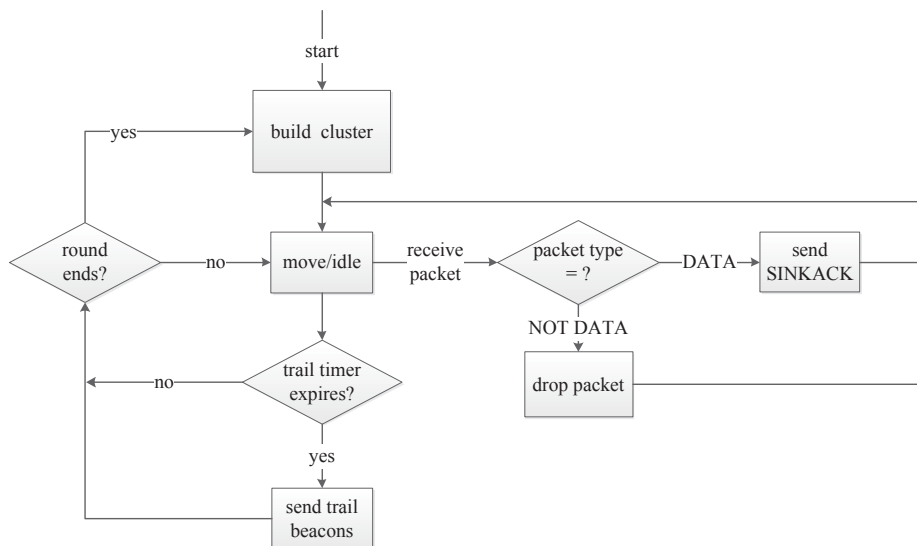 start
build cluster
yes
round
ends?
no
move/idle
receive
packet
packet type
= ?
DATA
send
SINKACK
NOT DATA
drop packet
trail timer
expires?
no
yes
send trail
beacons